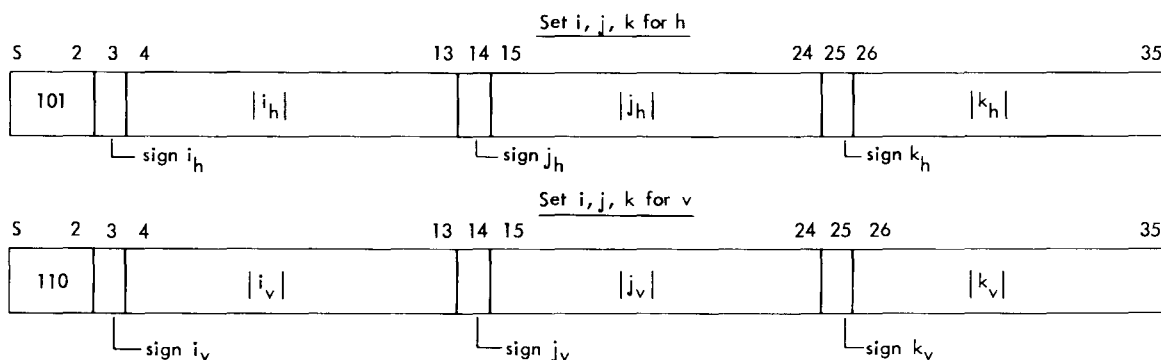 Set i, j, k for h
S 2 3 4 13 14 15 24 25 26 35
101 |i_h| |j_h| |k_h|
sign i_h sign j_h sign k_h
Set i, j, k for v
S 2 3 4 13 14 15 24 25 26 35
110 |i_v| |j_v| |k_v|
sign i_v sign j_v sign k_v